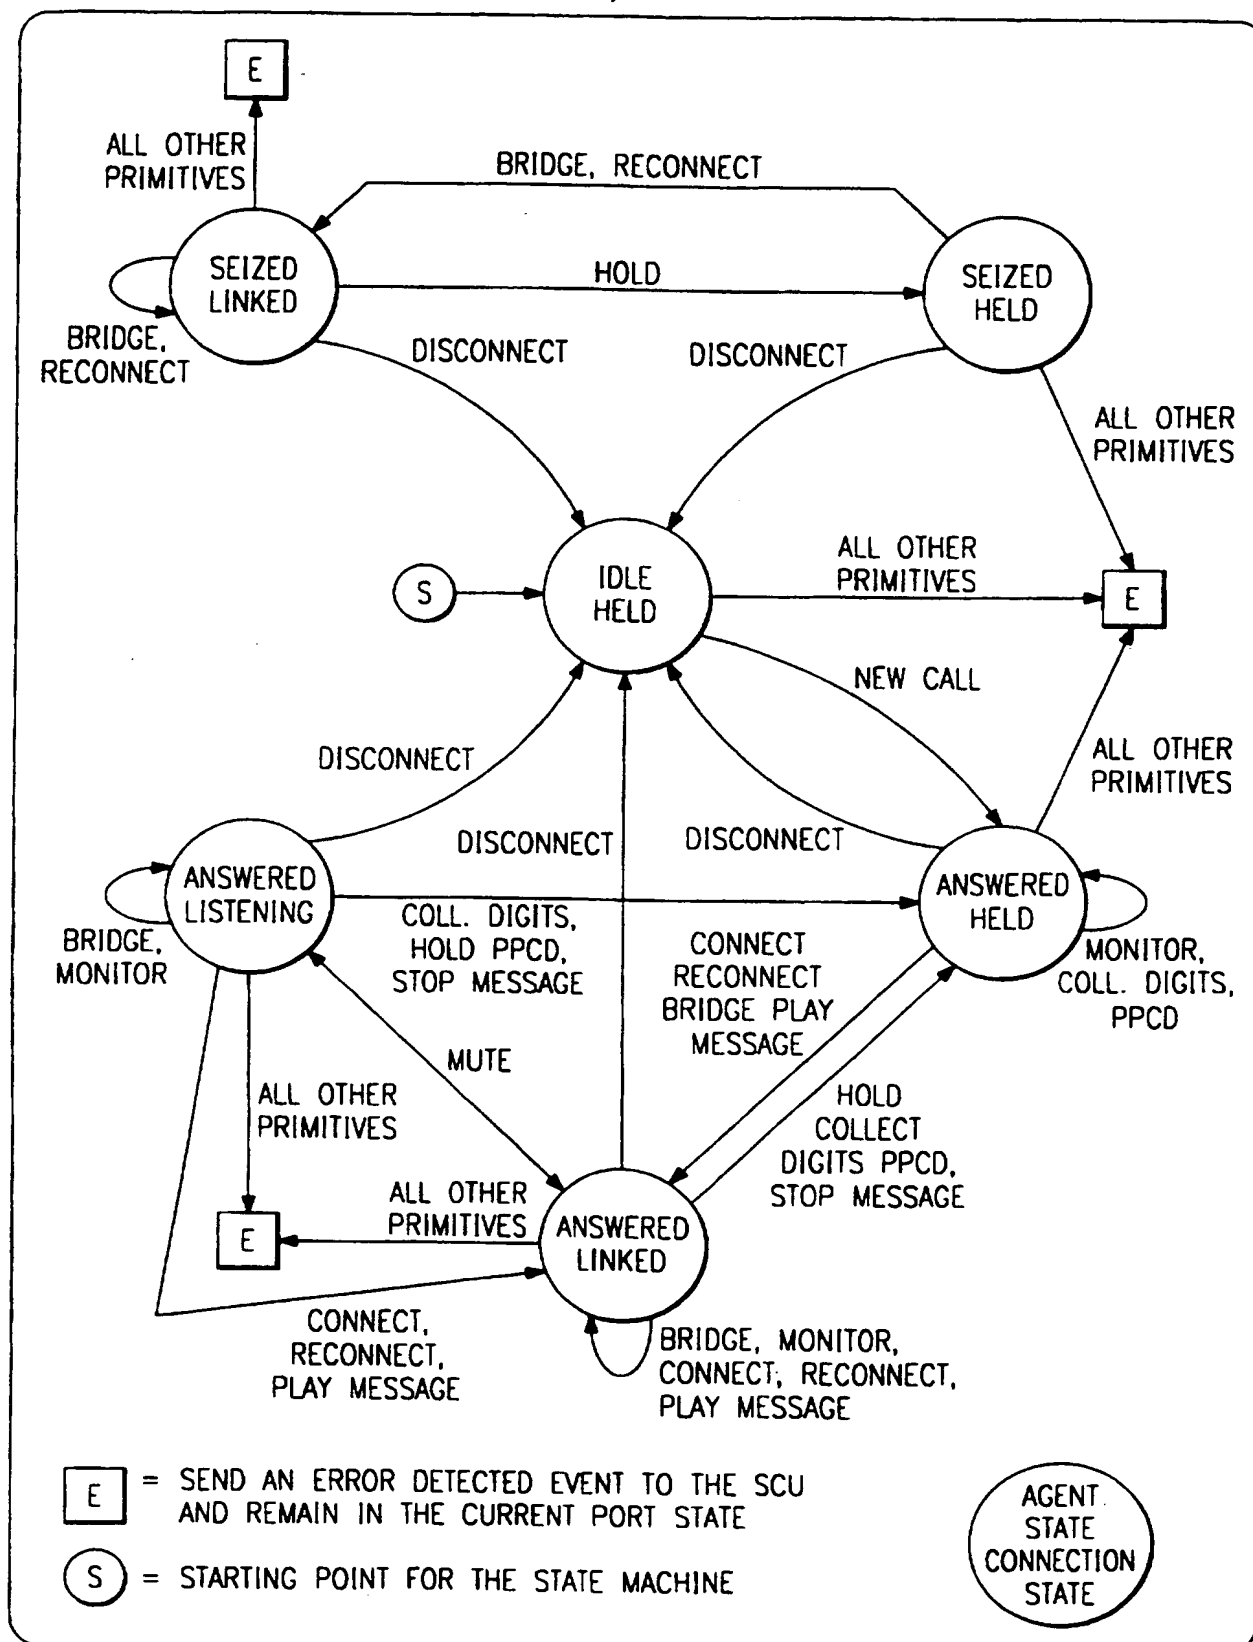 E
ALL OTHER
PRIMITIVES
BRIDGE, RECONNECT
SEIZED
LINKED
HOLD
SEIZED
HELD
BRIDGE,
RECONNECT
DISCONNECT
DISCONNECT
ALL OTHER
PRIMITIVES
S
IDLE
HELD
ALL OTHER
PRIMITIVES
E
NEW CALL
DISCONNECT
ALL OTHER
PRIMITIVES
DISCONNECT
DISCONNECT
ANSWERED
LISTENING
ANSWERED
HELD
BRIDGE,
MONITOR
COLL. DIGITS,
HOLD PPCD,
STOP MESSAGE
CONNECT
RECONNECT
BRIDGE PLAY
MESSAGE
MONITOR,
COLL. DIGITS,
PPCD
MUTE
ALL OTHER
PRIMITIVES
HOLD
COLLECT
DIGITS PPCD,
STOP MESSAGE
ALL OTHER
PRIMITIVES
E
ANSWERED
LINKED
CONNECT,
RECONNECT,
PLAY MESSAGE
BRIDGE, MONITOR,
CONNECT, RECONNECT,
PLAY MESSAGE
E = SEND AN ERROR DETECTED EVENT TO THE SCU
AND REMAIN IN THE CURRENT PORT STATE
S = STARTING POINT FOR THE STATE MACHINE
AGENT
STATE
CONNECTION
STATE